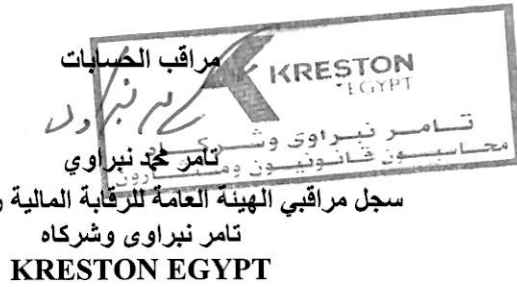 مراقب الحسابات
KRESTON
EGYPT
تامر نبراوى وشركاه
محاسبون قانونيون ومستشارون
تامر محمد نبراوي
سجل مراقبي الهيئة العامة للرقابة المالية
تامر نبراوى وشركاه
KRESTON EGYPT